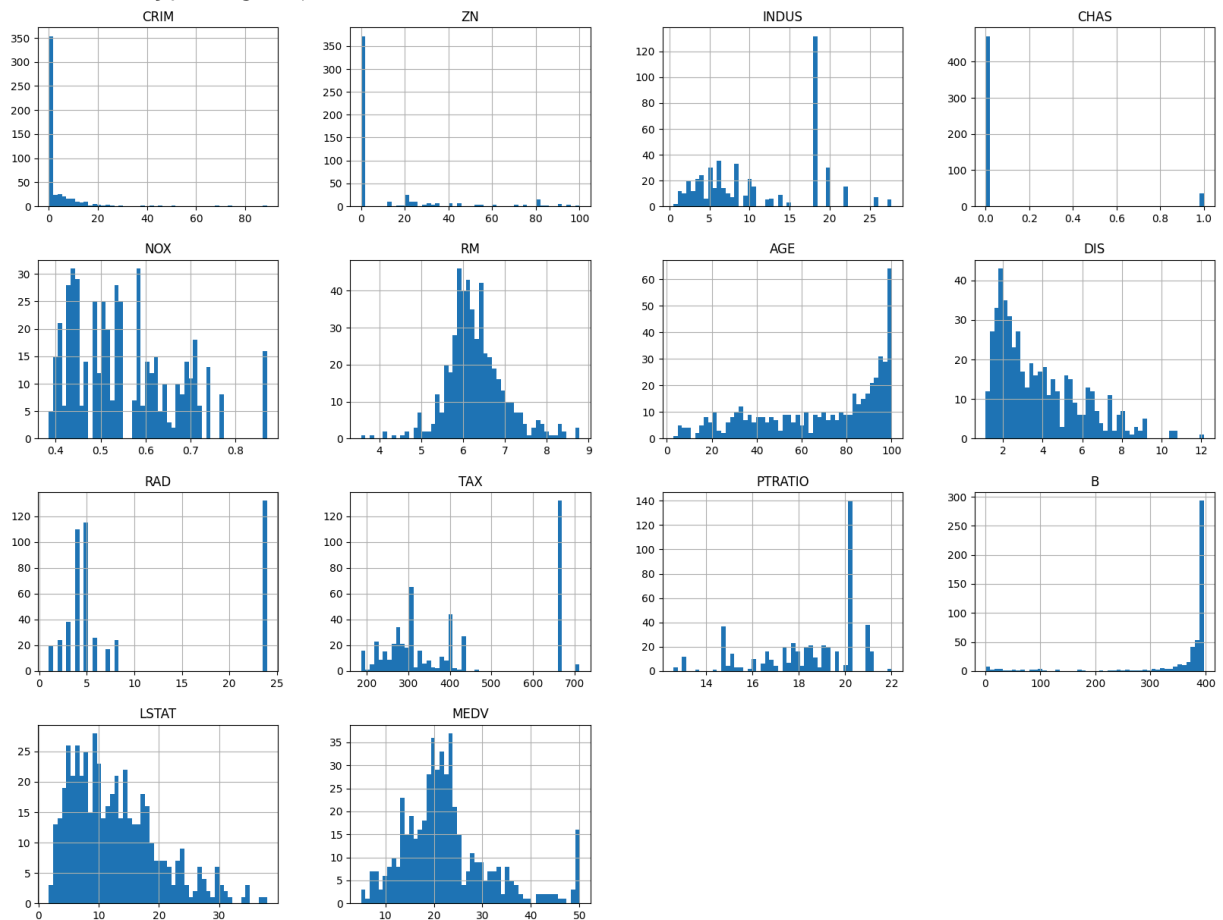 CRIM ZN INDUS CHAS
350 300 250 200 150 100 50 0
0 20 40 60 80
350 300 250 200 150 100 50 0
0 20 40 60 80 100
120 100 80 60 40 20 0
5 10 15 20 25
400 300 200 100 0
0.0 0.2 0.4 0.6 0.8 1.0
NOX RM AGE DIS
30 25 20 15 10 5 0
0.4 0.5 0.6 0.7 0.8
40 30 20 10 0
4 5 6 7 8 9
60 50 40 30 20 10 0
0 20 40 60 80 100
40 30 20 10 0
2 4 6 8 10 12
RAD TAX PTRATIO B
120 100 80 60 40 20 0
0 5 10 15 20 25
120 100 80 60 40 20 0
200 300 400 500 600 700
140 120 100 80 60 40 20 0
14 16 18 20 22
300 250 200 150 100 50 0
0 100 200 300 400
LSTAT MEDV
25 20 15 10 5 0
0 10 20 30
35 30 25 20 15 10 5 0
10 20 30 40 50